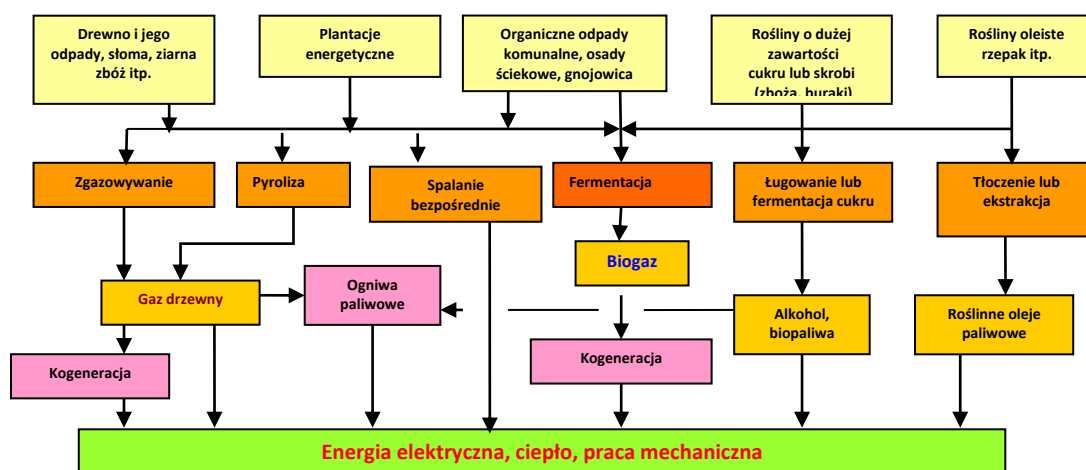 Drewno i jego
odpady, słoma, ziarna
zbóż itp.
Plantacje
energetyczne
Organiczne odpady
komunalne, osady
ściekowe, gnojowica
Rośliny o dużej
zawartości
cukru lub skrobi
(zboża, buraki)
Rośliny oleiste
rzepak itp.
Zgazowywanie
Pyroliza
Spalanie
bezpośrednie
Fermentacja
Ługowanie lub
fermentacja cukru
Tłoczenie lub
ekstrakcja
Biogaz
Gaz drzewny
Ogniwa
paliwowe
Alkohol,
biopaliwa
Roślinne oleje
paliwowe
Kogeneracja
Kogeneracja
Energia elektryczna, ciepło, praca mechaniczna